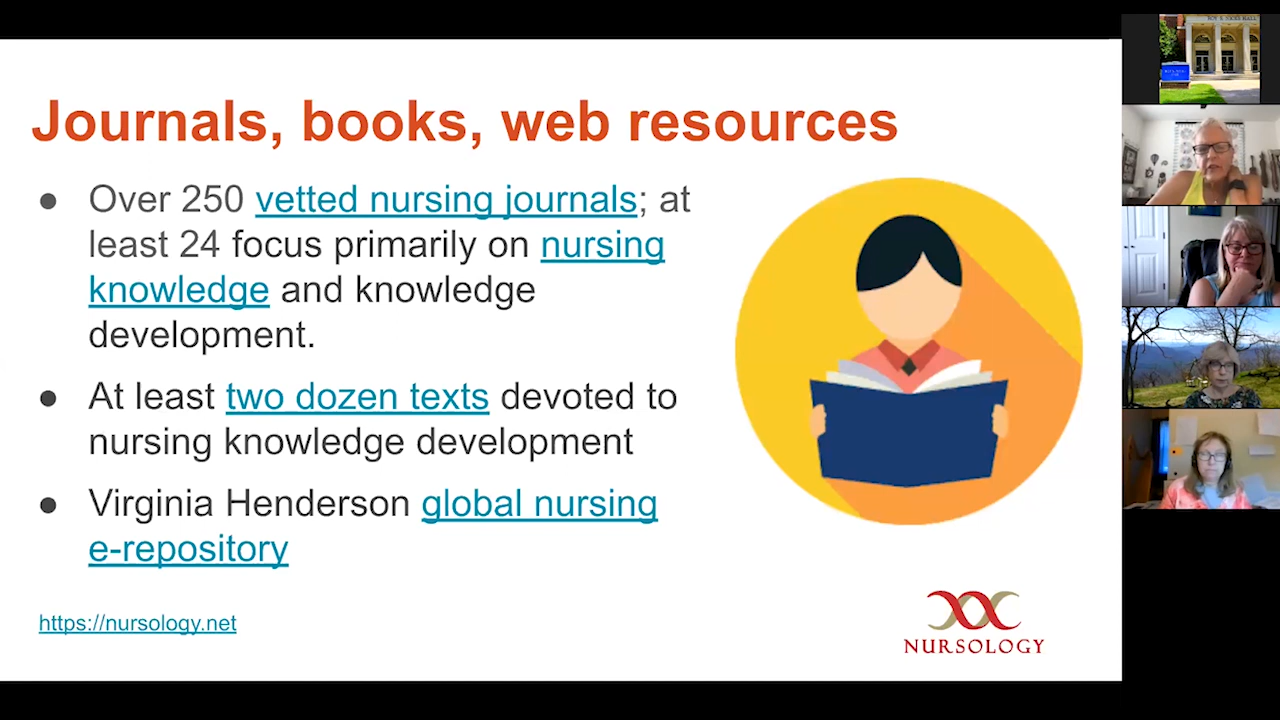 Journals, books, web resources
● Over 250 vetted nursing journals; at
least 24 focus primarily on nursing
knowledge and knowledge
development.
● At least two dozen texts devoted to
nursing knowledge development
● Virginia Henderson global nursing
e-repository
https://nursology.net
NURSOLOGY